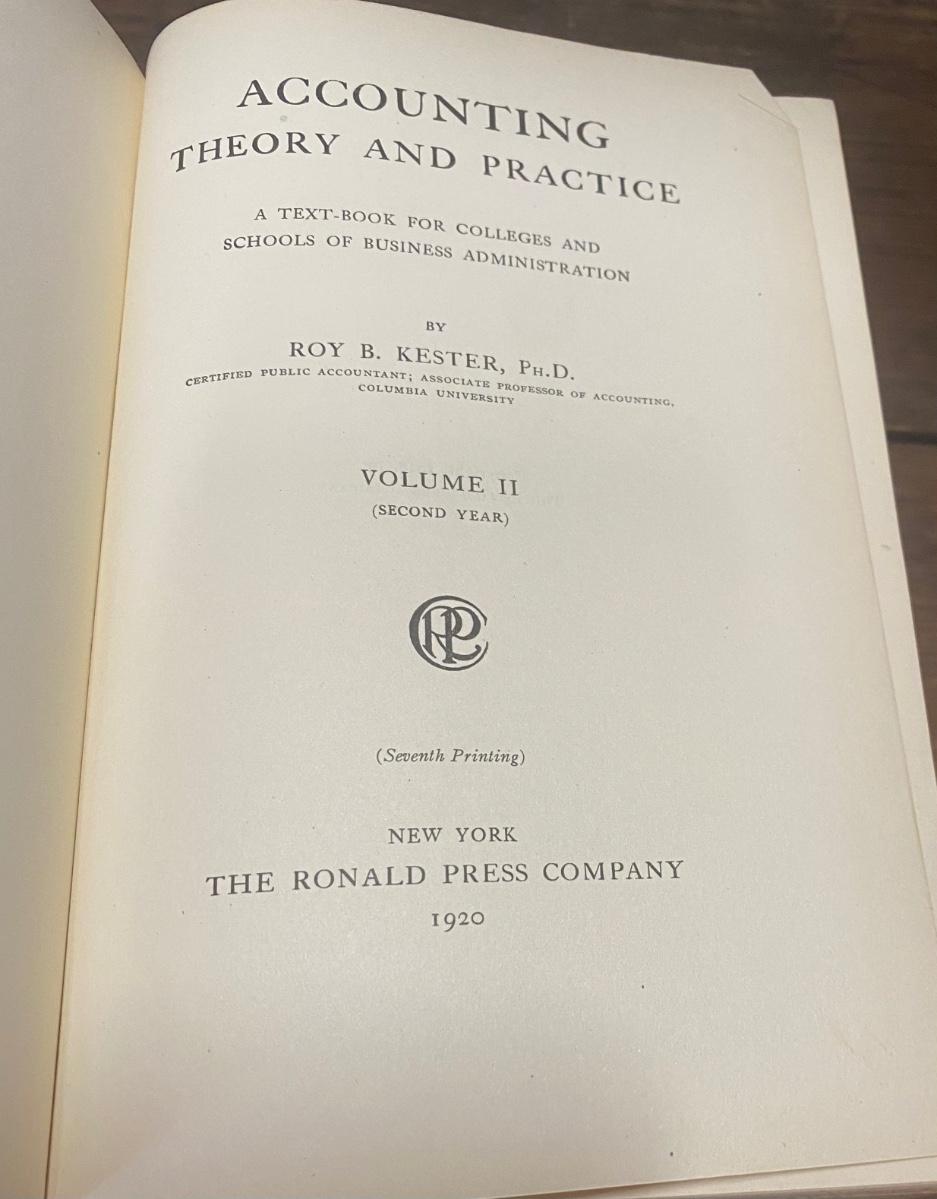 ACCOUNTING
THEORY AND PRACTICE
A TEXT-BOOK FOR COLLEGES AND
SCHOOLS OF BUSINESS ADMINISTRATION
BY
ROY B. KESTER, PH.D.
CERTIFIED PUBLIC ACCOUNTANT; ASSOCIATE PROFESSOR OF ACCOUNTING,
COLUMBIA UNIVERSITY
VOLUME II
(SECOND YEAR)
RPC
(Seventh Printing)
NEW YORK
THE RONALD PRESS COMPANY
1920